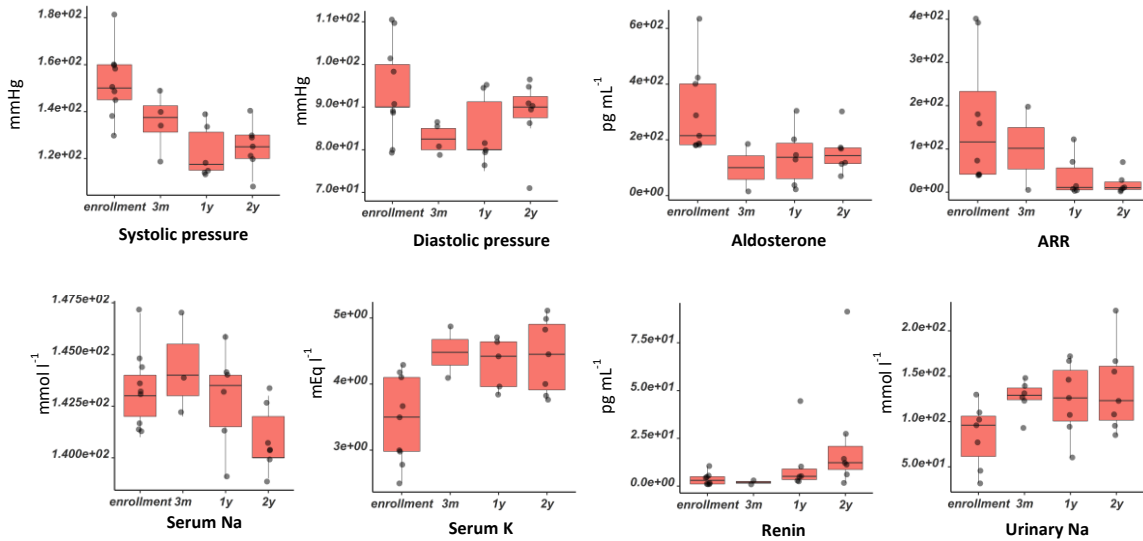 mmHg
1.8e+02
1.6e+02
1.4e+02
1.2e+02
enrollment 3m 1y 2y
Systolic pressure
mmHg
1.1e+02
1.0e+02
9.0e+01
8.0e+01
7.0e+01
enrollment 3m 1y 2y
Diastolic pressure
pg mL-1
6e+02
4e+02
2e+02
0e+00
enrollment 3m 1y 2y
Aldosterone
4e+02
3e+02
2e+02
1e+02
0e+00
enrollment 3m 1y 2y
ARR
mmol l-1
1.475e+02
1.450e+02
1.425e+02
1.400e+02
enrollment 3m 1y 2y
Serum Na
mEq l-1
5e+00
4e+00
3e+00
enrollment 3m 1y 2y
Serum K
pg mL-1
7.5e+01
5.0e+01
2.5e+01
0.0e+00
enrollment 3m 1y 2y
Renin
mmol l-1
2.0e+02
1.5e+02
1.0e+02
5.0e+01
enrollment 3m 1y 2y
Urinary Na